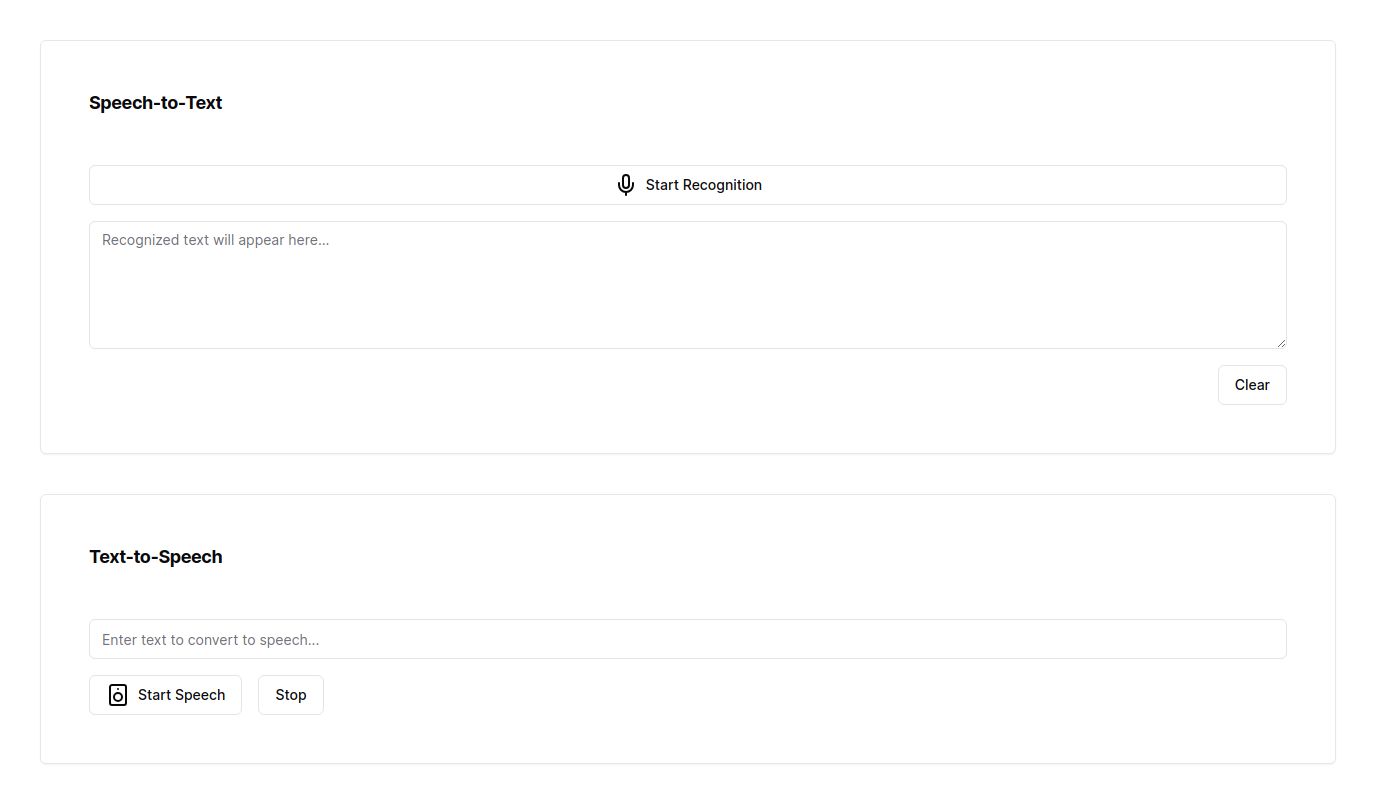 Speech-to-Text
Start Recognition
Recognized text will appear here...
Clear
Text-to-Speech
Enter text to convert to speech...
Start Speech
Stop